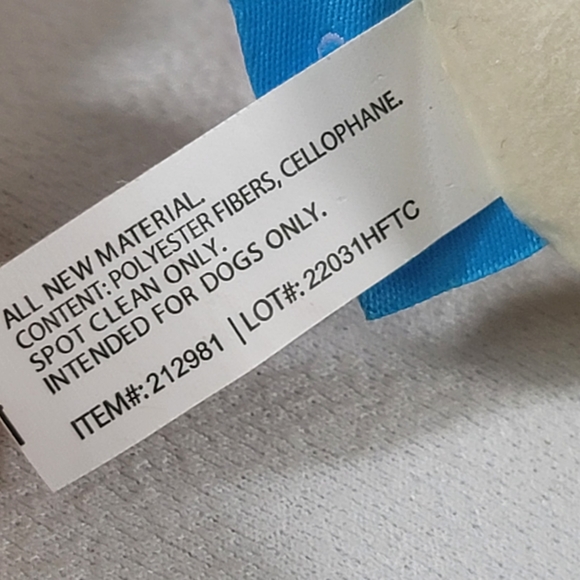 ALL NEW MATERIAL.
CONTENT: POLYESTER FIBERS, CELLOPHANE.
SPOT CLEAN ONLY.
INTENDED FOR DOGS ONLY.
ITEM#: 212981 | LOT#: 22031HFTC